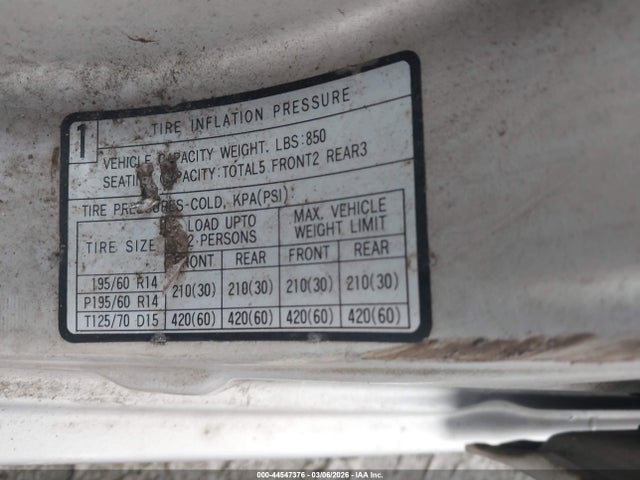 1 TIRE INFLATION PRESSURE
VEHICLE CAPACITY WEIGHT. LBS:850
SEATING CAPACITY:TOTAL5 FRONT2 REAR3
TIRE PRESSURES-COLD, KPA(PSI)
TIRE SIZE LOAD UPTO 2 PERSONS MAX. VEHICLE WEIGHT LIMIT
FRONT REAR FRONT REAR
195/60 R14
P195/60 R14 210(30) 210(30) 210(30) 210(30)
T125/70 D15 420(60) 420(60) 420(60) 420(60)
000-44547376 | 03/06/2026 | IAA Inc.